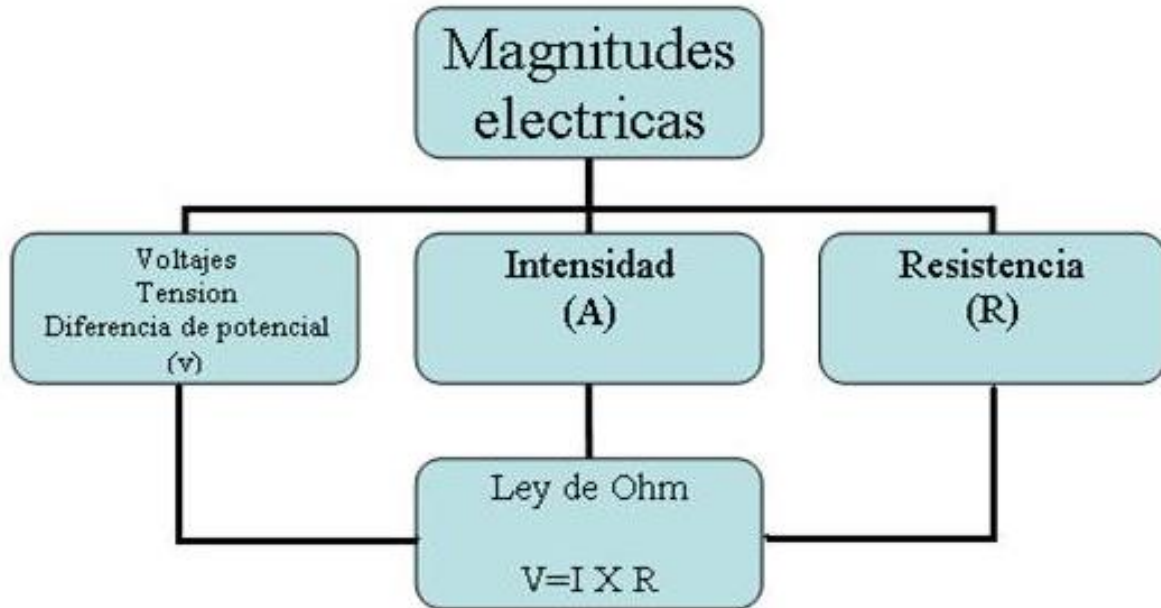 Magnitudes
electricas
Voltajes
Tension
Diferencia de potencial
(v)
Intensidad
(A)
Resistencia
(R)
Ley de Ohm
V=I X R